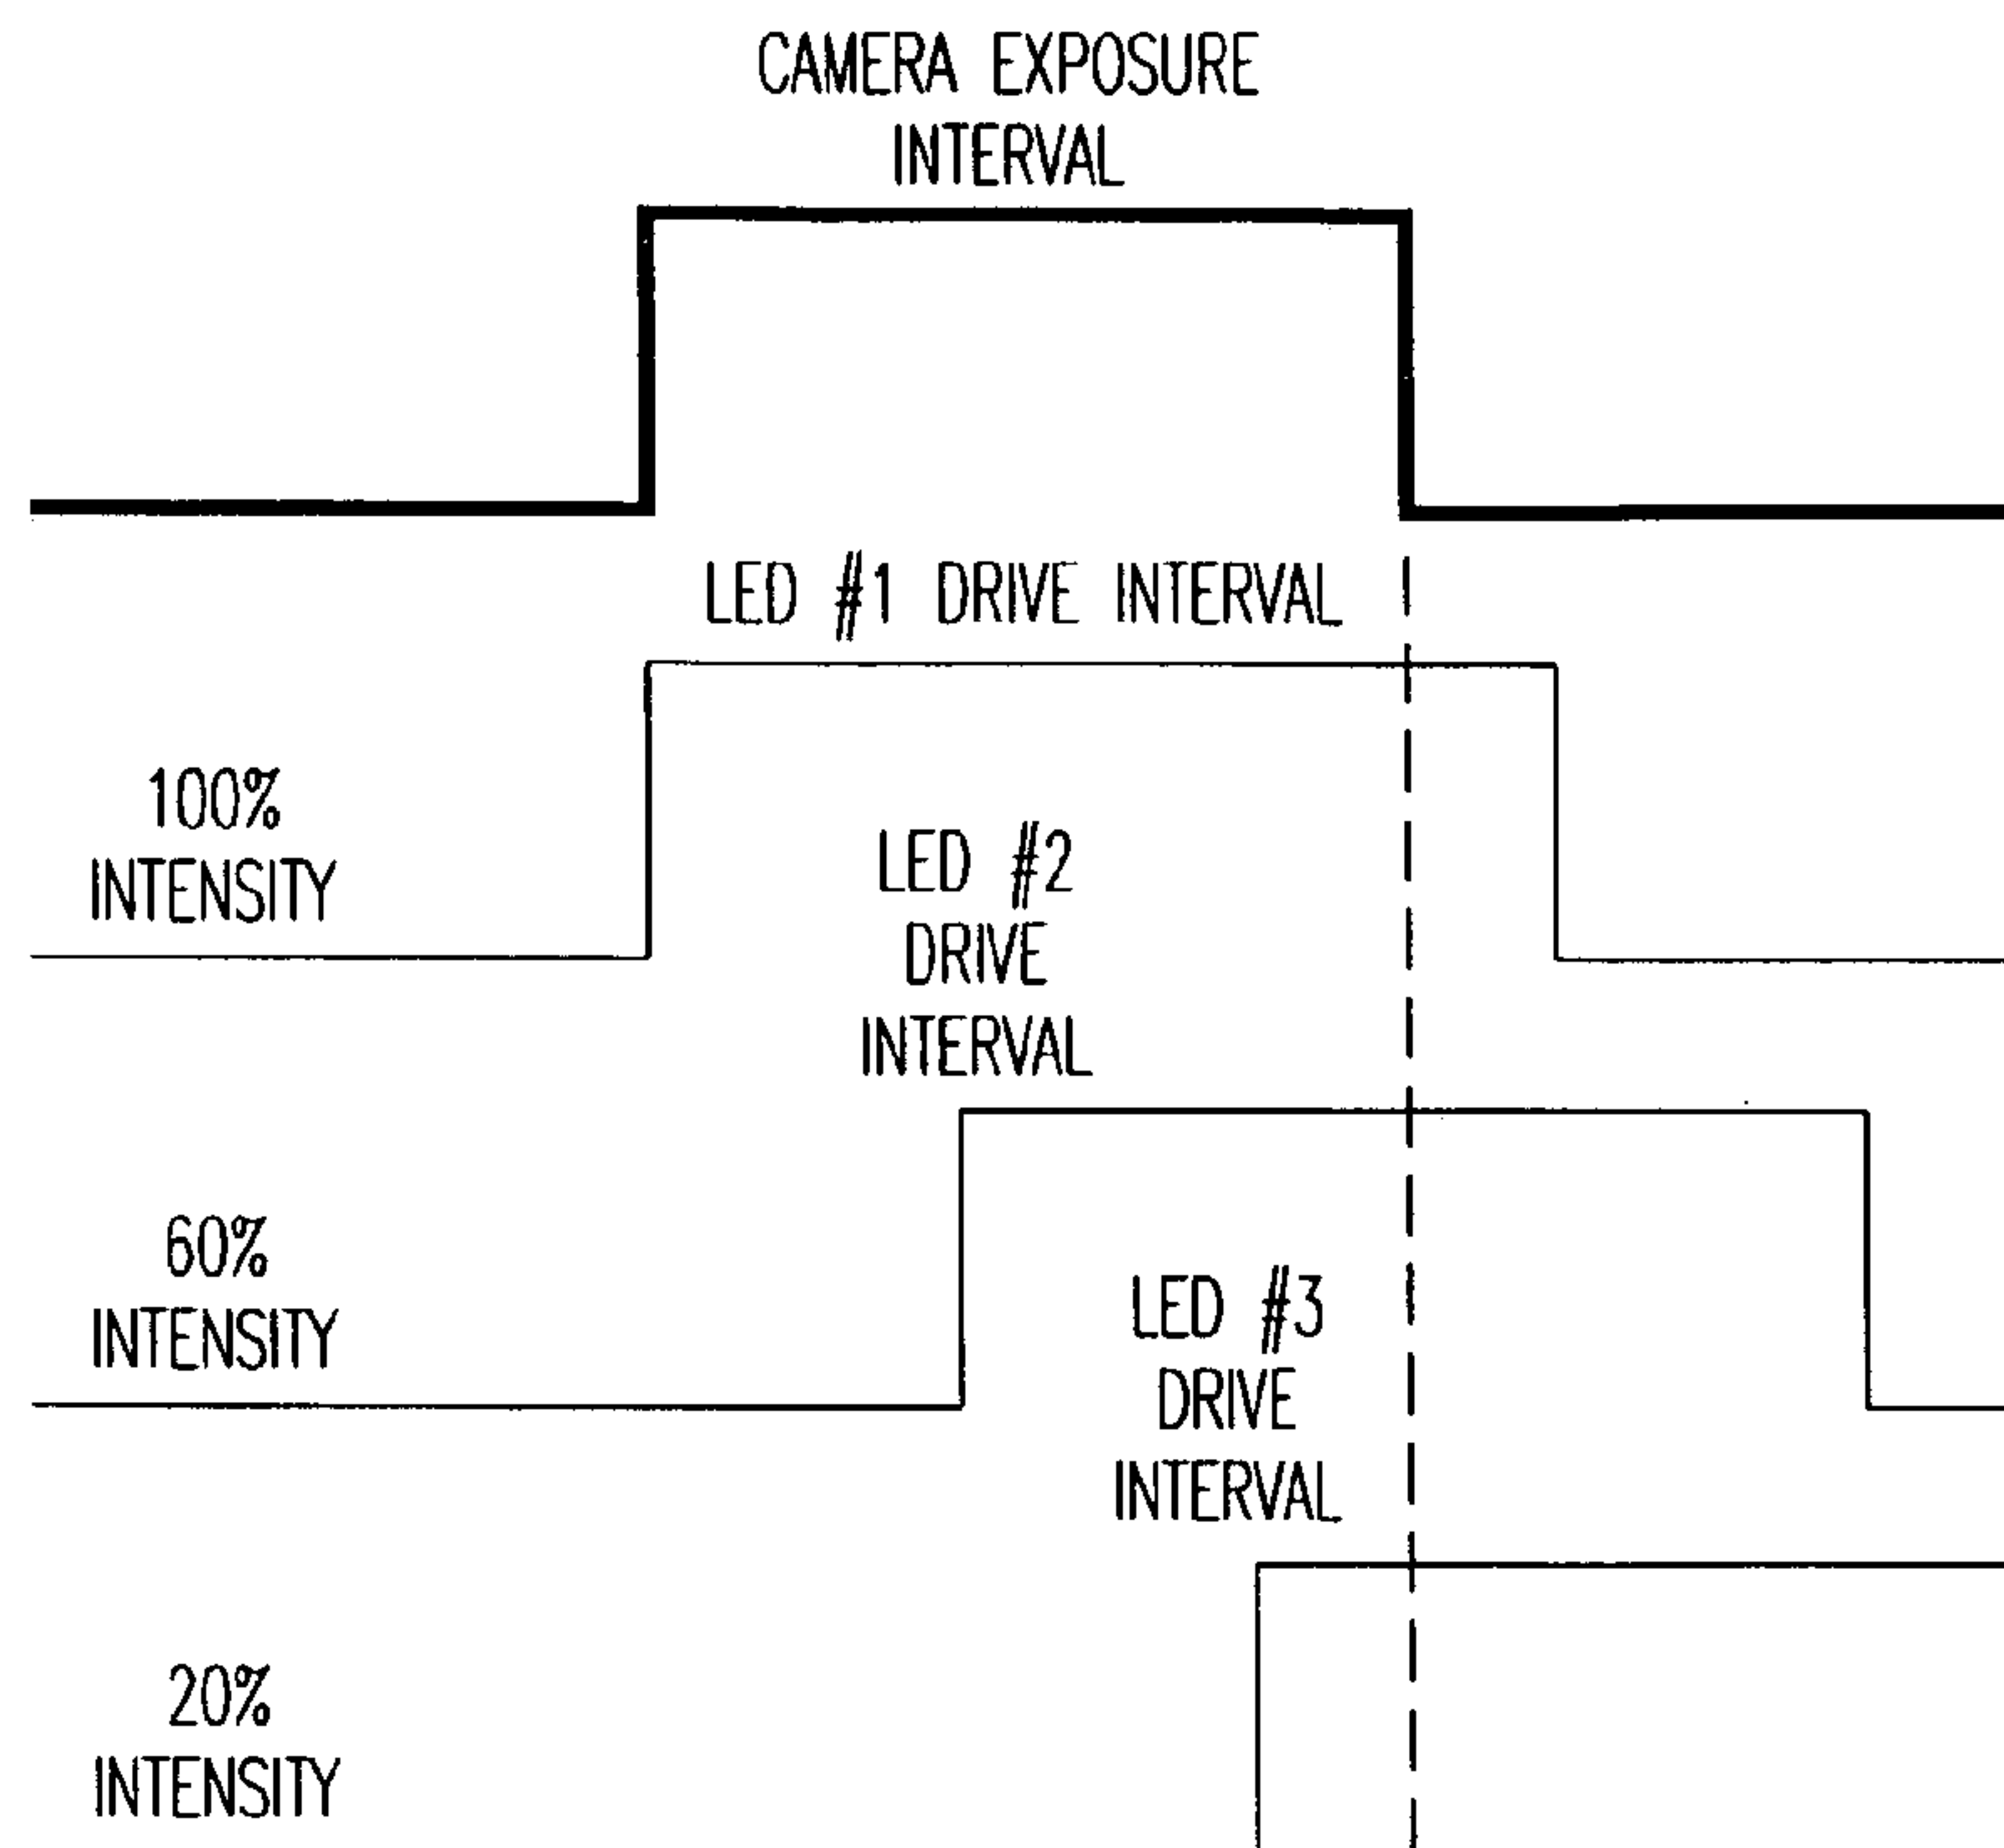 CAMERA EXPOSURE
INTERVAL
LED #1 DRIVE INTERVAL
100%
INTENSITY
LED #2
DRIVE
INTERVAL
60%
INTENSITY
LED #3
DRIVE
INTERVAL
20%
INTENSITY